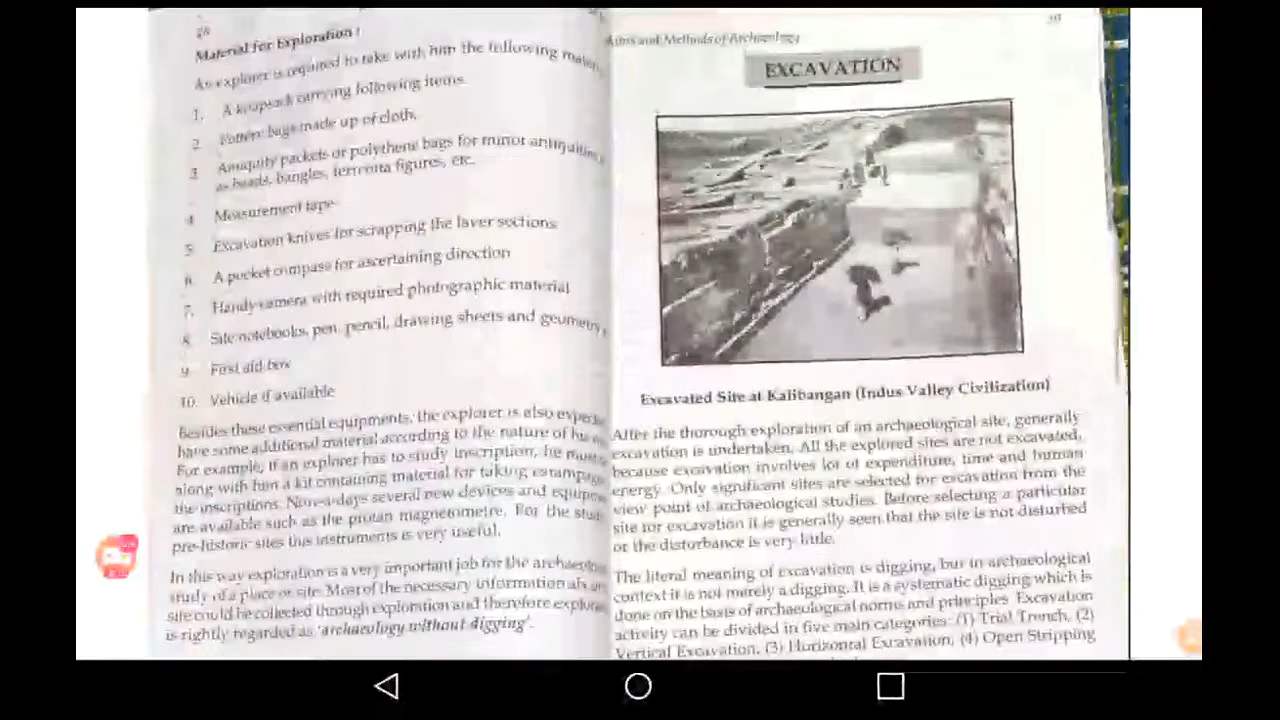 28
Material for Exploration :
An explorer is required to take with him the following mater
1. A knapsack carrying following items.
2. Pottery bags made up of cloth.
3. Antiquity packets or polythene bags for minor antiquities
as beads, bangles, terrcotta figures, etc.
4. Measurement tape
5. Excavation knives for scrapping the layer sections
6. A pocket compass for ascertaining direction
7. Handy camera with required photographic material
8. Site notebooks, pen, pencil, drawing sheets and geometry
9. First aid box
10. Vehicle if available
Besides these essential equipments, the explorer is also expecte
have some additional material according to the nature of his
For example, if an explorer has to study inscription, he must
along with him a kit containing material for taking estampage
the inscriptions. Now-a-days several new devices and equipm
are available such as the protan magnetometre. For the stud
pre-historic sites this instruments is very useful.
In this way exploration is a very important job for the archaeolo
study of a place or site. Most of the necessary information
site could be collected through exploration and therefore explora
is rightly regarded as 'archaeology without digging'.
Aims and Methods of Archaeology
EXCAVATION
Excavated Site at Kalibangan (Indus Valley Civilization)
After the thorough exploration of an archaeological site, generally
excavation is undertaken. All the explored sites are not excavated,
because excavation involves lot of expenditure, time and human
energy. Only significant sites are selected for excavation from the
view point of archaeological studies. Before selecting a particular
site for excavation it is generally seen that the site is not disturbed
or the disturbance is very little.
The literal meaning of excavation is digging, but in archaeological
context it is not merely a digging. It is a systematic digging which is
done on the basis of archaeological norms and principles. Excavation
activity can be divided in five main categories: (1) Trial Trench, (2)
Vertical Excavation, (3) Horizontal Excavation, (4) Open Stripping